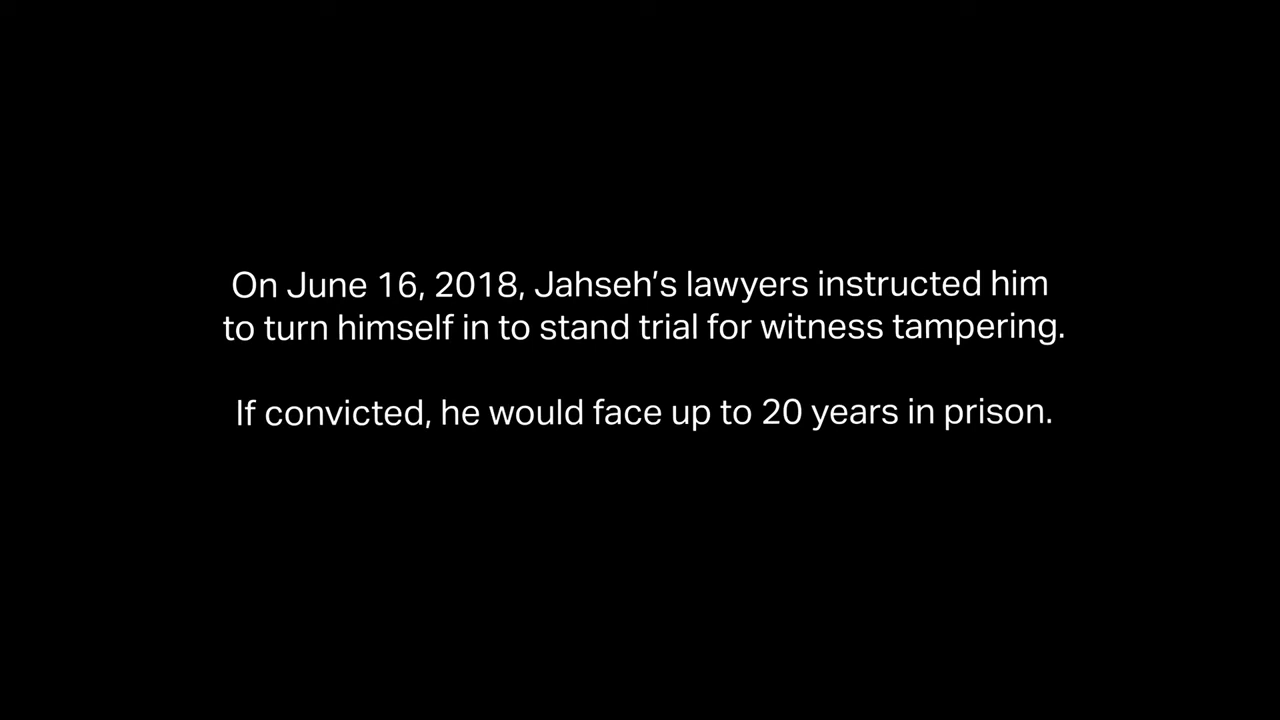 On June 16, 2018, Jahseh’s lawyers instructed him
to turn himself in to stand trial for witness tampering.
If convicted, he would face up to 20 years in prison.